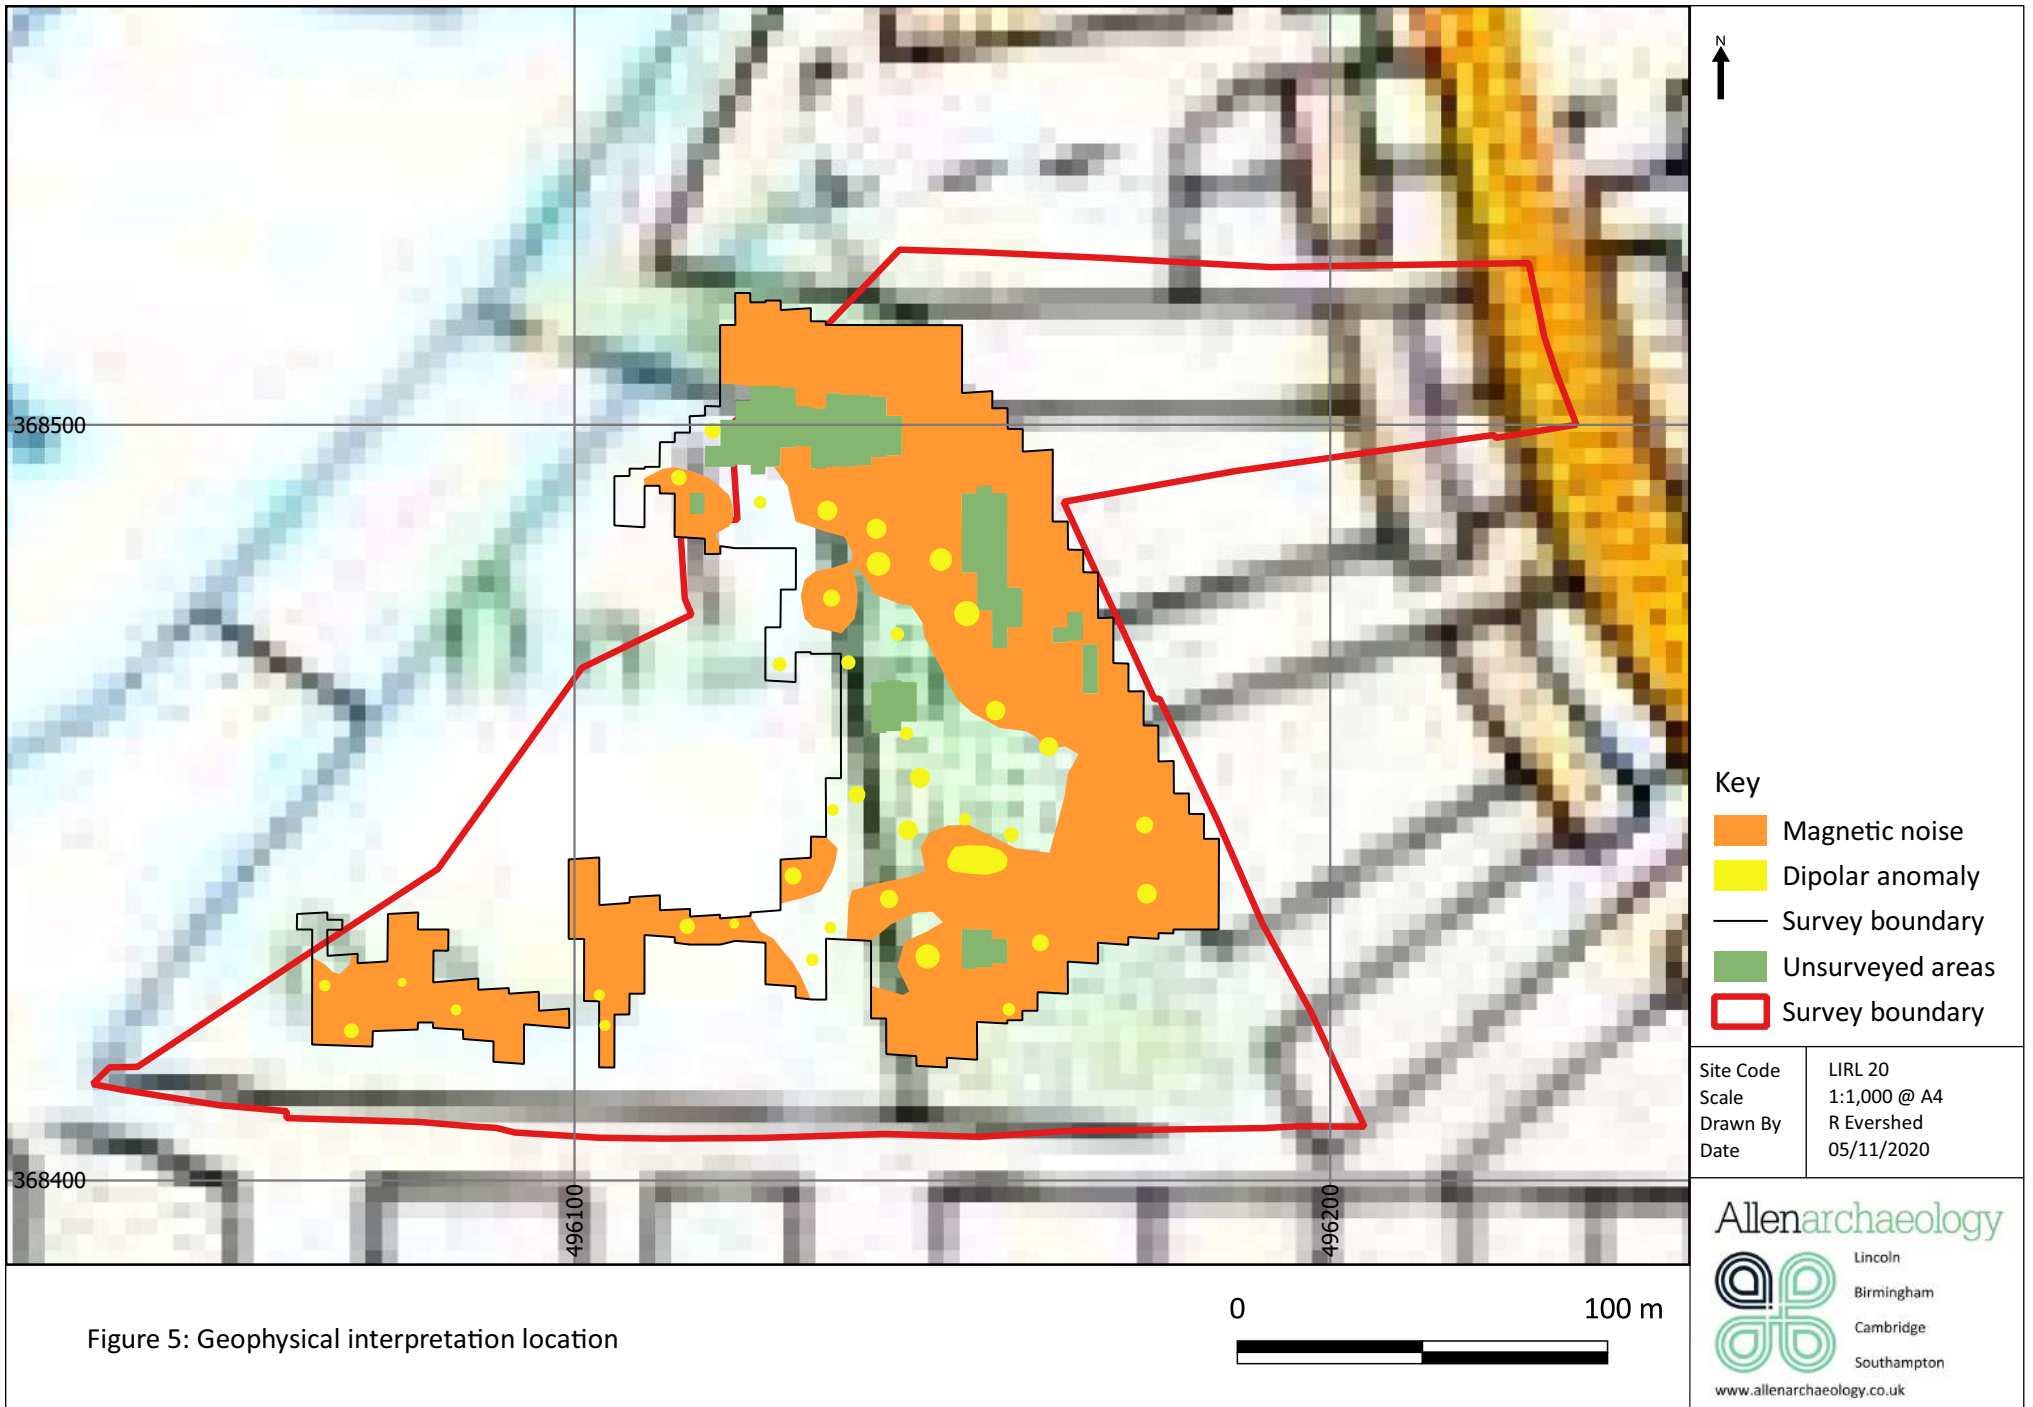 N
368500
368400
496100
496200
Key
Magnetic noise
Dipolar anomaly
Survey boundary
Unsurveyed areas
Survey boundary
Site Code LIRL 20
Scale 1:1,000 @ A4
Drawn By R Evershed
Date 05/11/2020
Allenarchaeology
Lincoln
Birmingham
Cambridge
Southampton
www.allenarchaeology.co.uk
0 100 m
Figure 5: Geophysical interpretation location